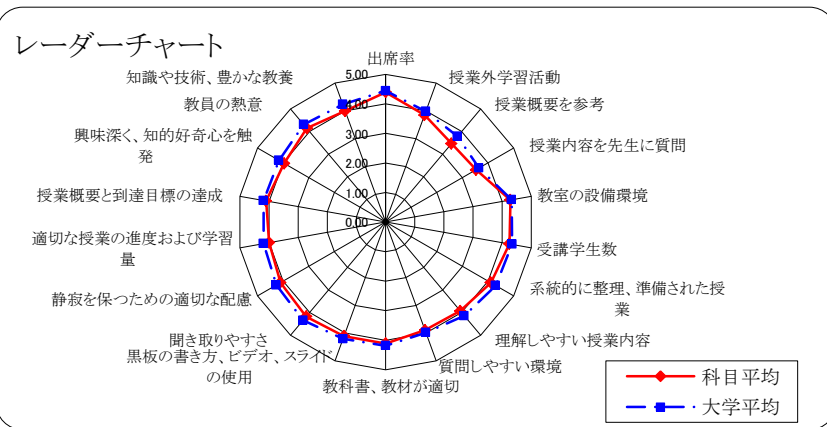 レーダーチャート
出席率
授業外学習活動
授業概要を参考
授業内容を先生に質問
教室の設備環境
受講学生数
系統的に整理、準備された授
業
理解しやすい授業内容
質問しやすい環境
教科書、教材が適切
黒板の書き方、ビデオ、スライド
の使用
聞き取りやすさ
静寂を保つための適切な配慮
適切な授業の進度および学習
量
授業概要と到達目標の達成
興味深く、知的好奇心を触
発
教員の熱意
知識や技術、豊かな教養
5.00
4.00
3.00
2.00
1.00
0.00
科目平均
大学平均